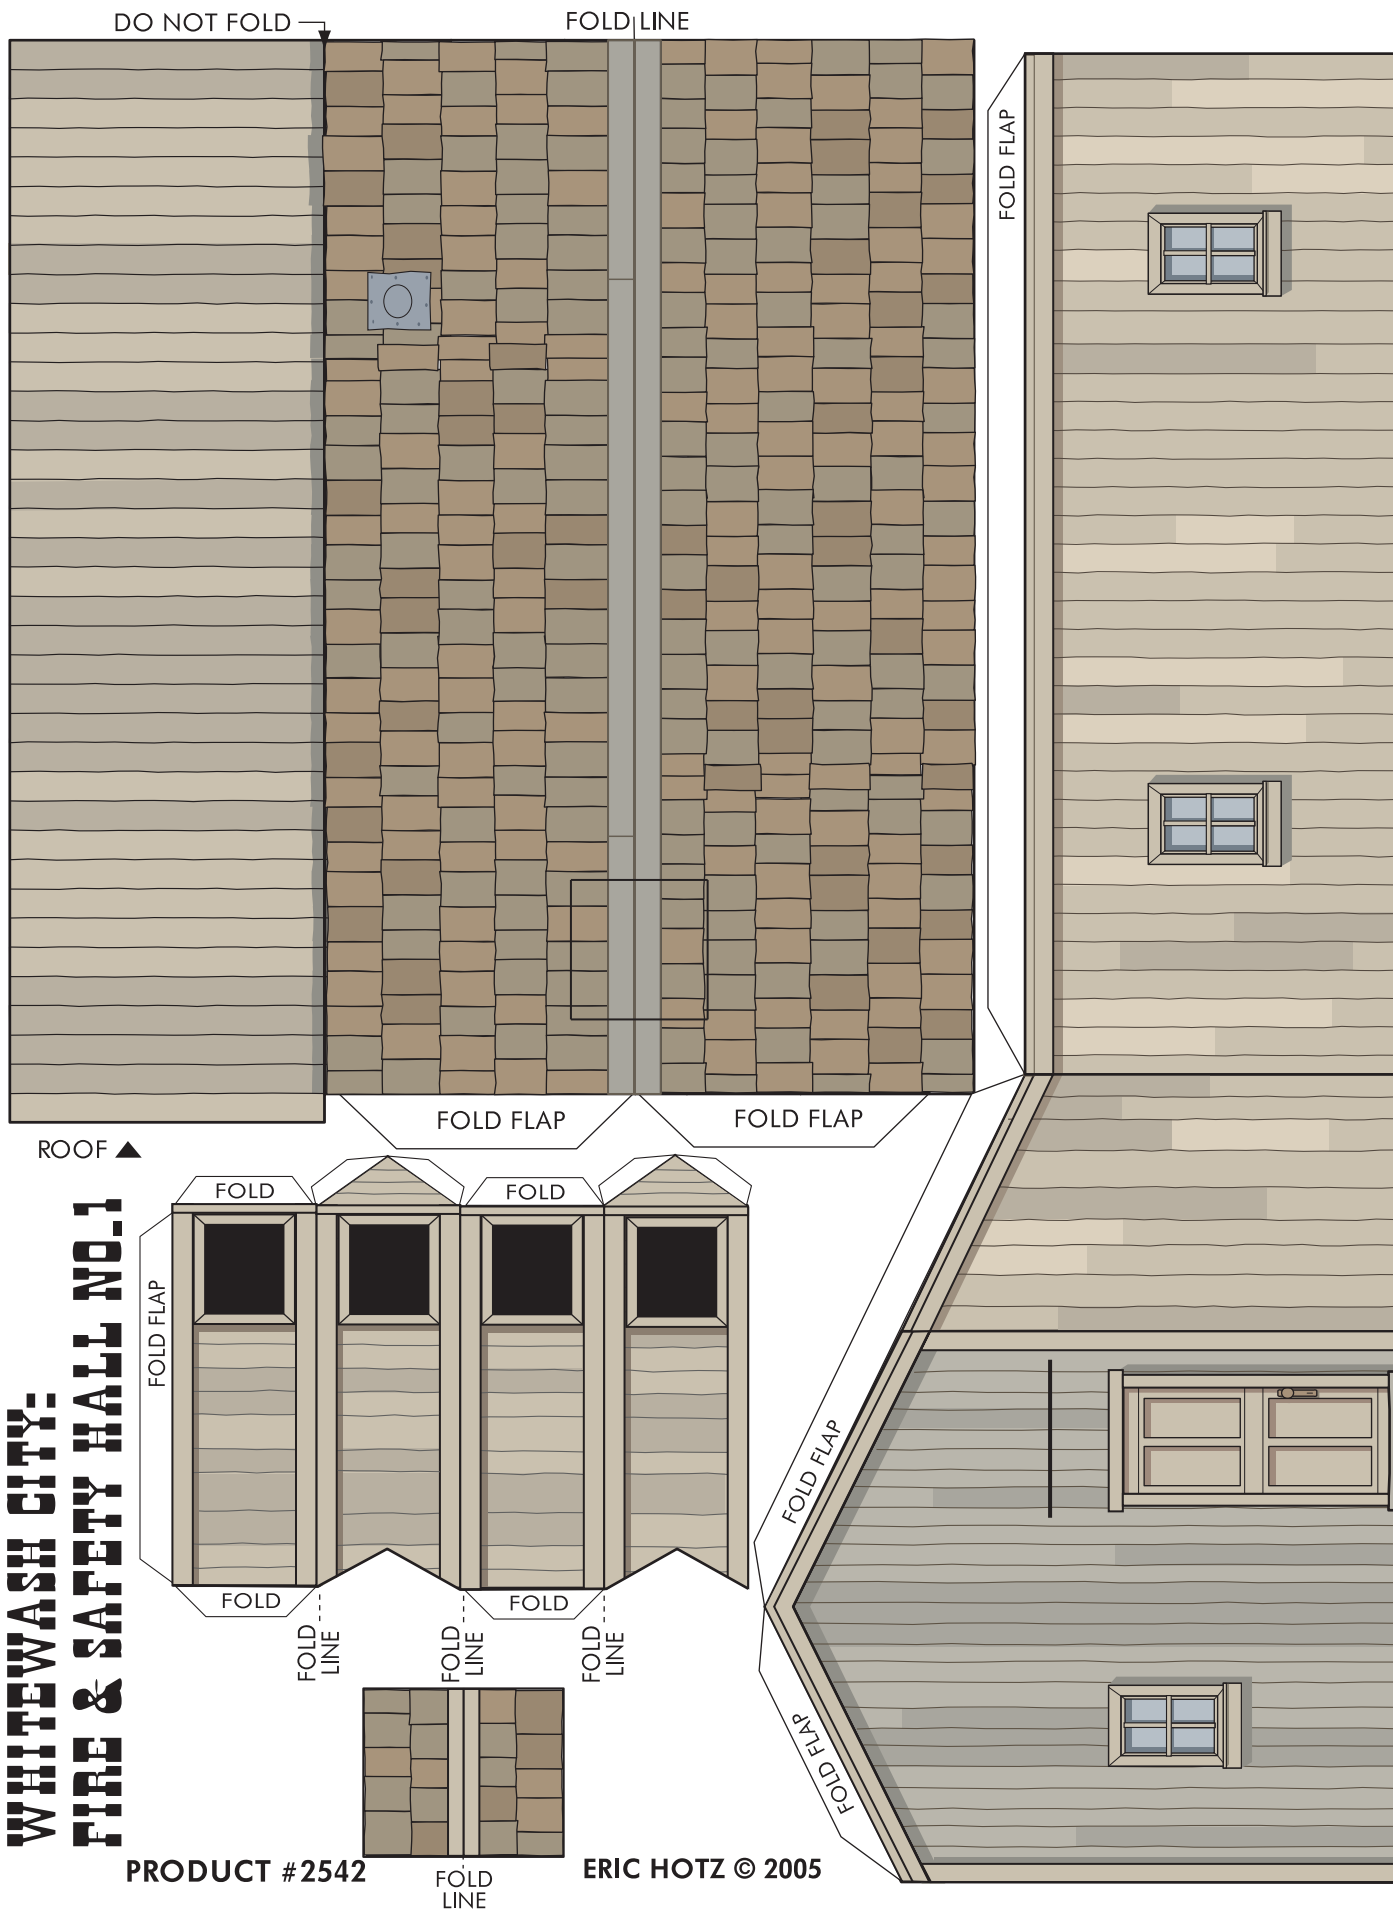 DO NOT FOLD
FOLD LINE
FOLD FLAP
FOLD FLAP
FOLD FLAP
ROOF
FOLD
FOLD
FOLD FLAP
FOLD
FOLD
FOLD
LINE
FOLD
LINE
FOLD
LINE
FOLD FLAP
FOLD FLAP
WHITEWASH CITY:
FIRE & SAFETY HALL NO.1
PRODUCT #2542
FOLD
LINE
ERIC HOTZ © 2005